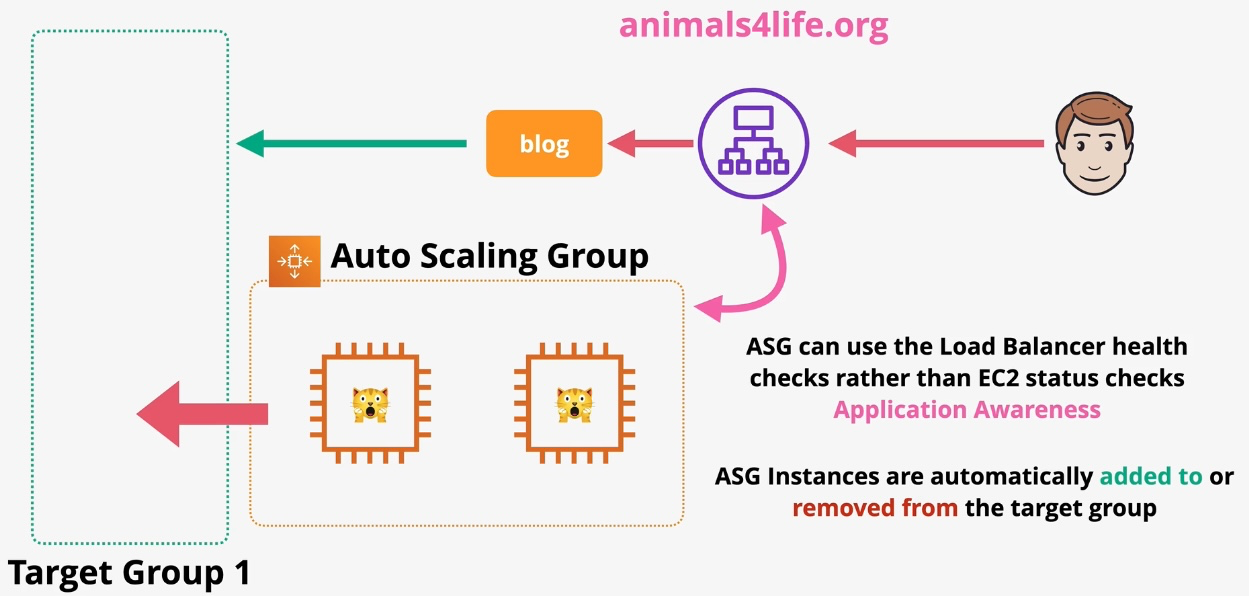 animals4life.org
blog
Auto Scaling Group
ASG can use the Load Balancer health
checks rather than EC2 status checks
Application Awareness
ASG Instances are automatically added to or
removed from the target group
Target Group 1